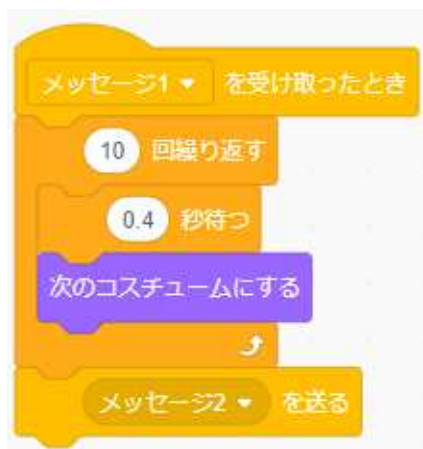 メッセージ1 を受け取ったとき
10 回繰り返す
0.4 秒待つ
次のコスチュームにする
メッセージ2 を送る